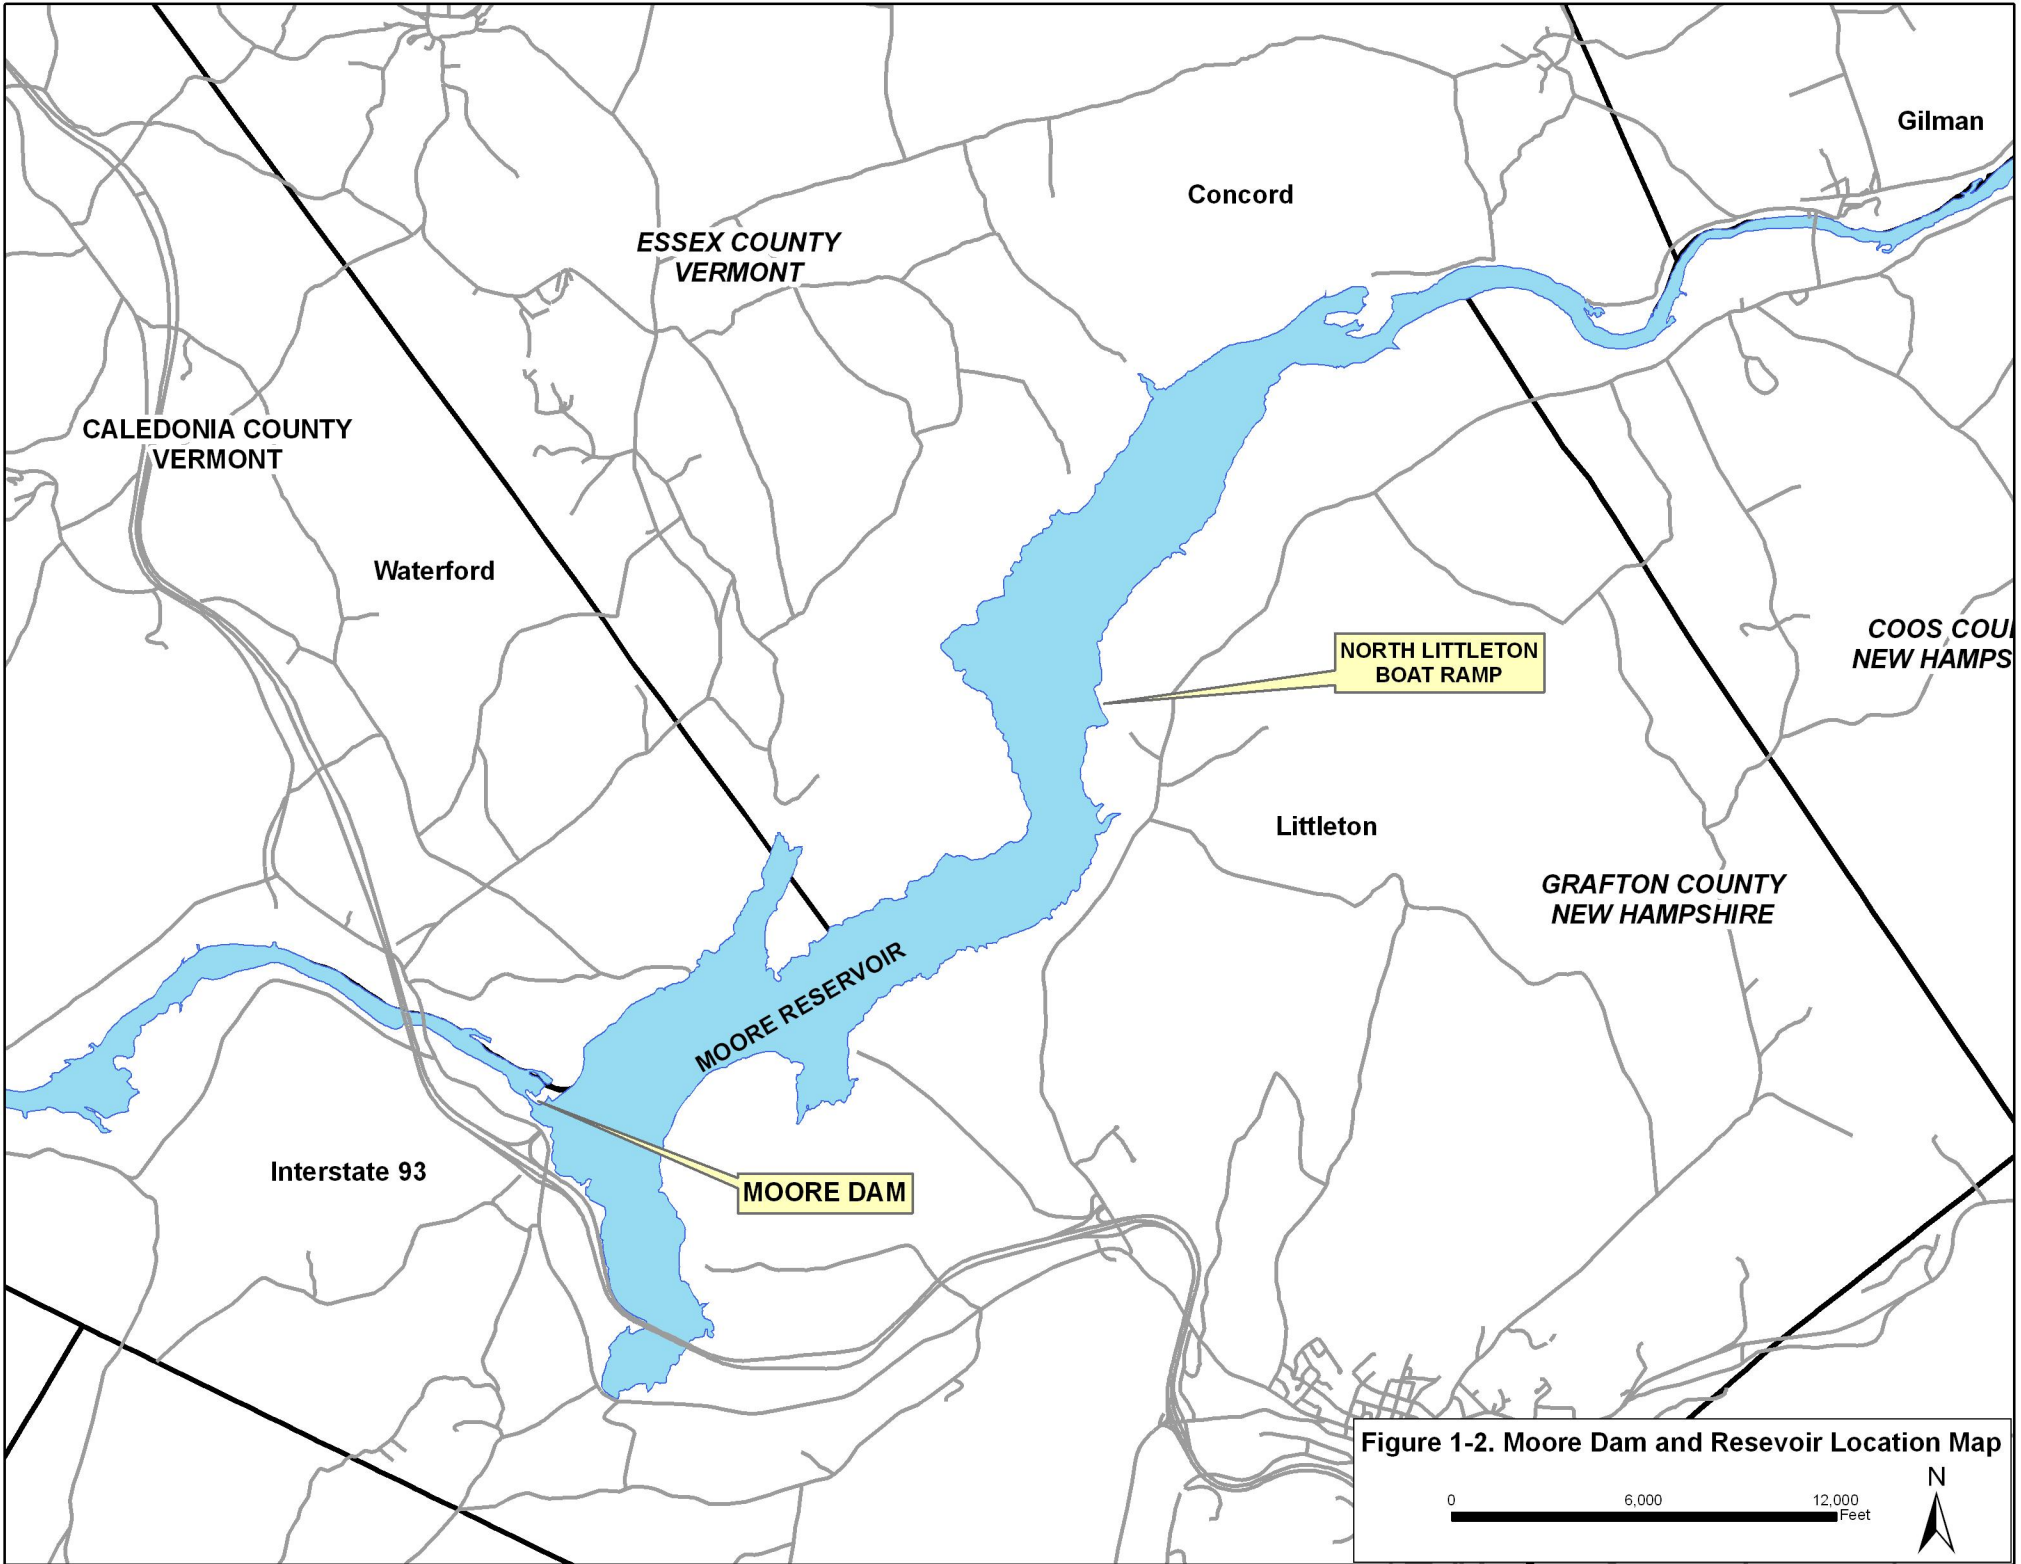 Gilman
Concord
ESSEX COUNTY
VERMONT
CALEDONIA COUNTY
VERMONT
Waterford
COOS COU
NEW HAMPS
NORTH LITTLETON
BOAT RAMP
Littleton
GRAFTON COUNTY
NEW HAMPSHIRE
MOORE RESERVOIR
Interstate 93
MOORE DAM
Figure 1-2. Moore Dam and Resevoir Location Map
N
0 6,000 12,000
Feet